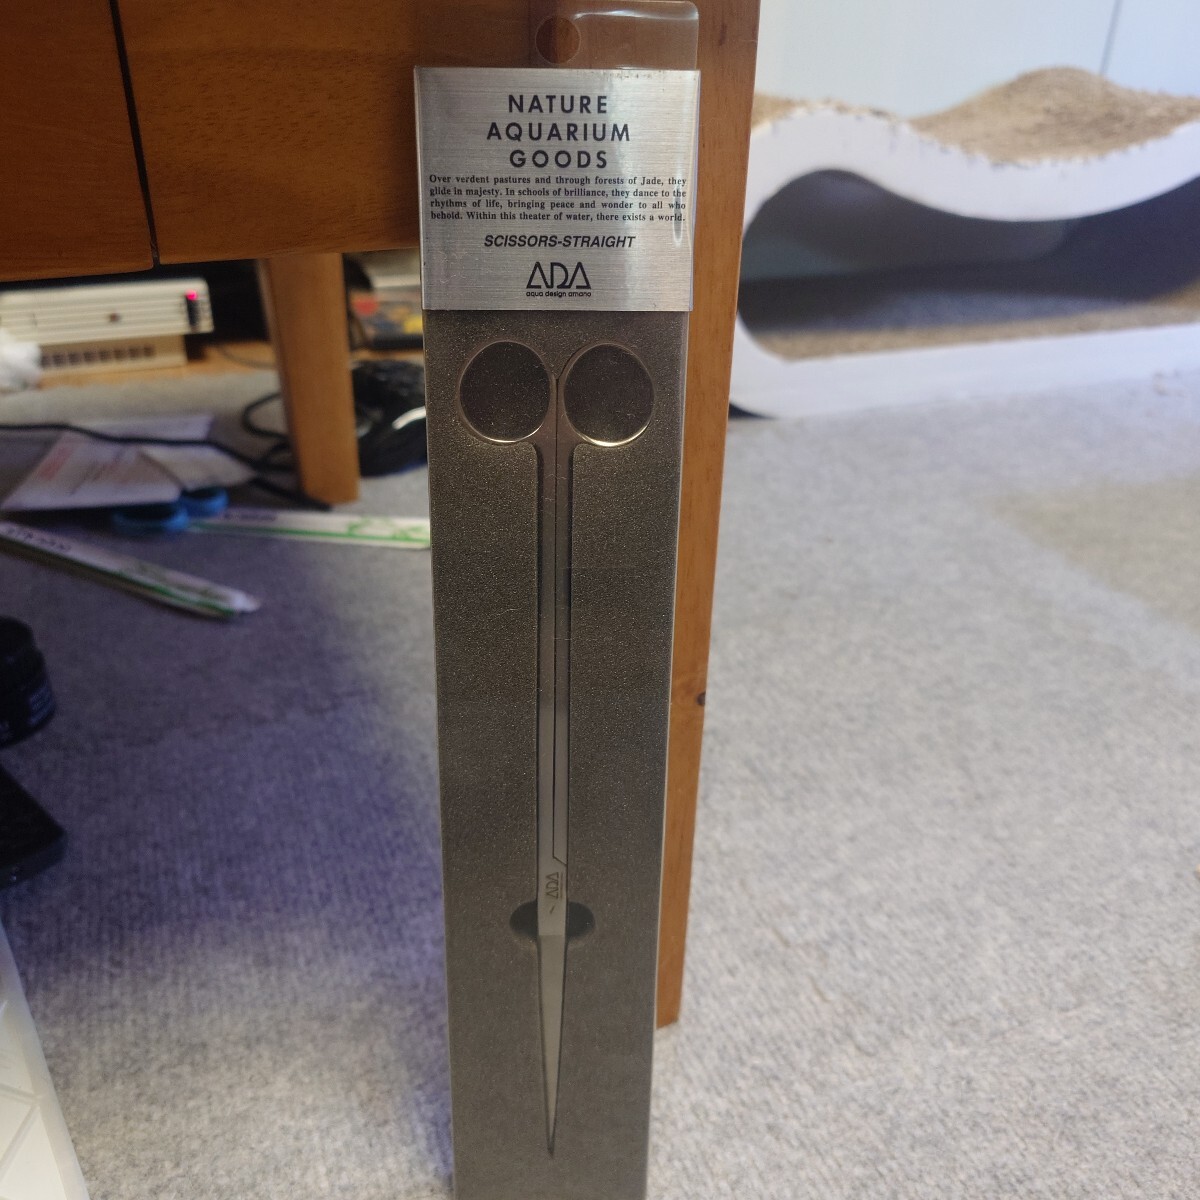 NATURE
AQUARIUM
GOODS
Over verdent pastures and through forests of Jade, they
glide in majesty. In schools of brilliance, they dance to the
rhythms of life, bringing peace and wonder to all who
behold. Within this theater of water, there exists a world.
SCISSORS-STRAIGHT
ADA
aqua design amano
ADA